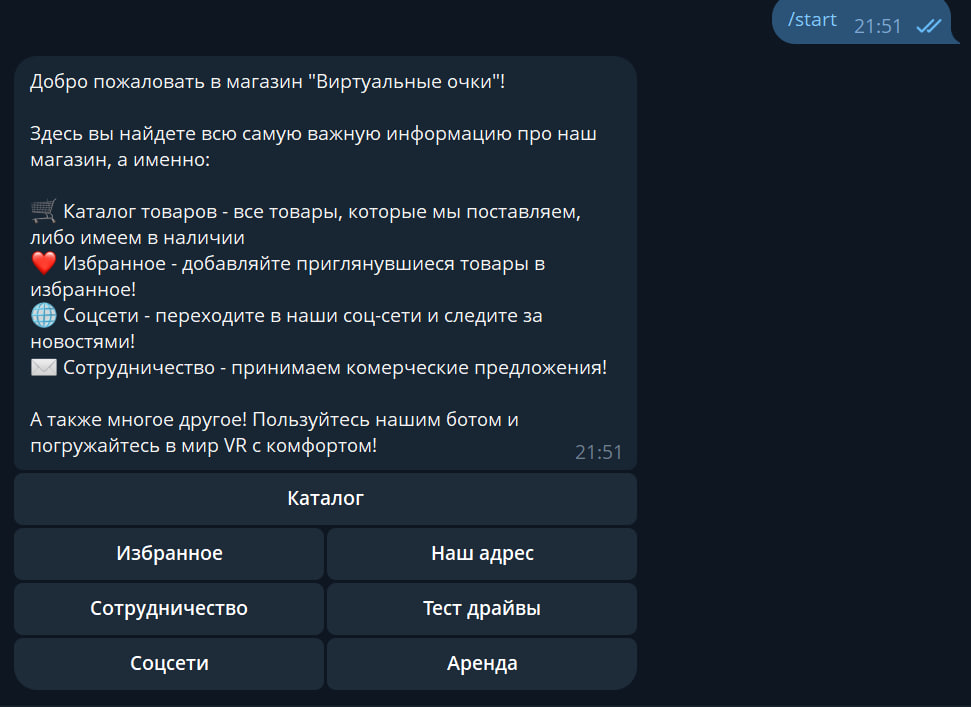 /start 21:51
Добро пожаловать в магазин "Виртуальные очки"!
Здесь вы найдете всю самую важную информацию про наш
магазин, а именно:
🛒 Каталог товаров - все товары, которые мы поставляем,
либо имеем в наличии
❤️ Избранное - добавляйте приглянувшиеся товары в
избранное!
🌐 Соцсети - переходите в наши соц-сети и следите за
новостями!
✉️ Сотрудничество - принимаем комерческие предложения!
А также многое другое! Пользуйтесь нашим ботом и
погружайтесь в мир VR с комфортом!
21:51
Каталог
Избранное Наш адрес
Сотрудничество Тест драйвы
Соцсети Аренда